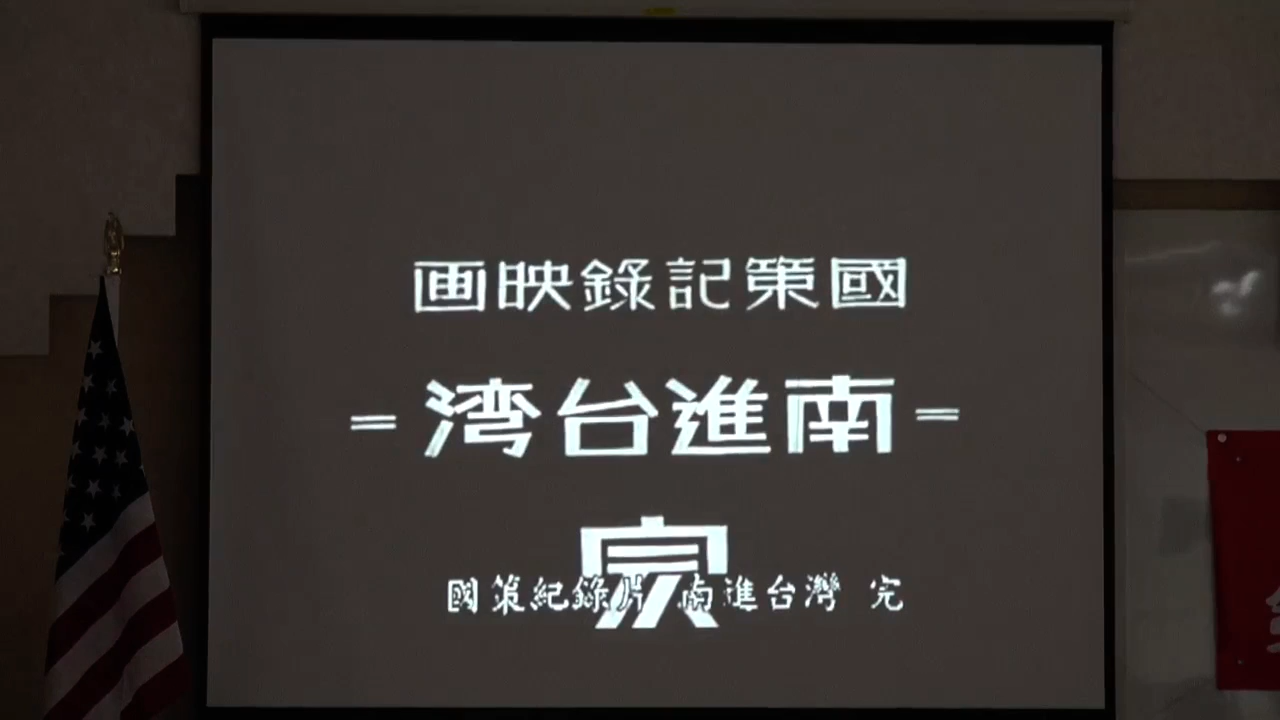 國策記錄映画
=南進台湾=
完
國策紀錄片 南進台灣 完